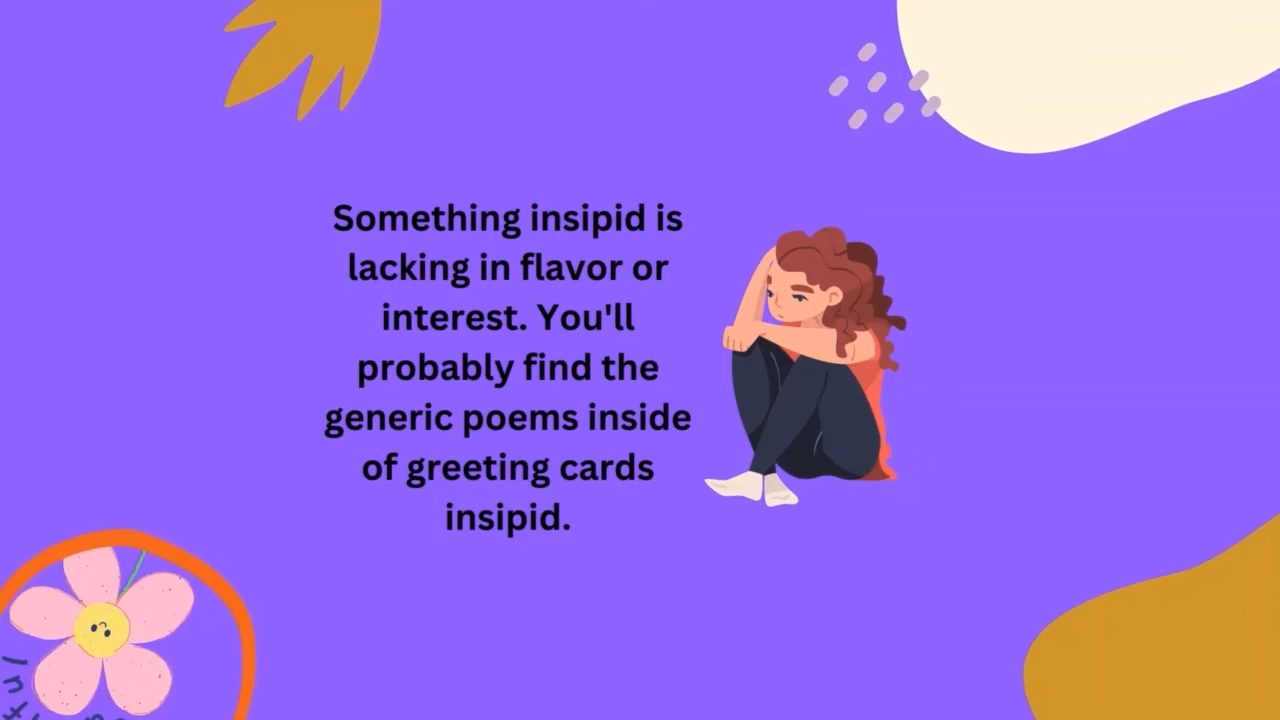 Something insipid is
lacking in flavor or
interest. You'll
probably find the
generic poems inside
of greeting cards
insipid.